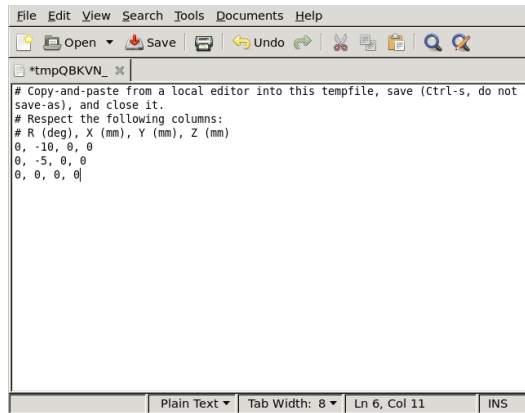 File Edit View Search Tools Documents Help
Open Save Undo
*tmpQBKVN_
# Copy-and-paste from a local editor into this tempfile, save (Ctrl-s, do not
save-as), and close it.
# Respect the following columns:
# R (deg), X (mm), Y (mm), Z (mm)
0, -10, 0, 0
0, -5, 0, 0
0, 0, 0, 0
Plain Text Tab Width: 8 Ln 6, Col 11 INS